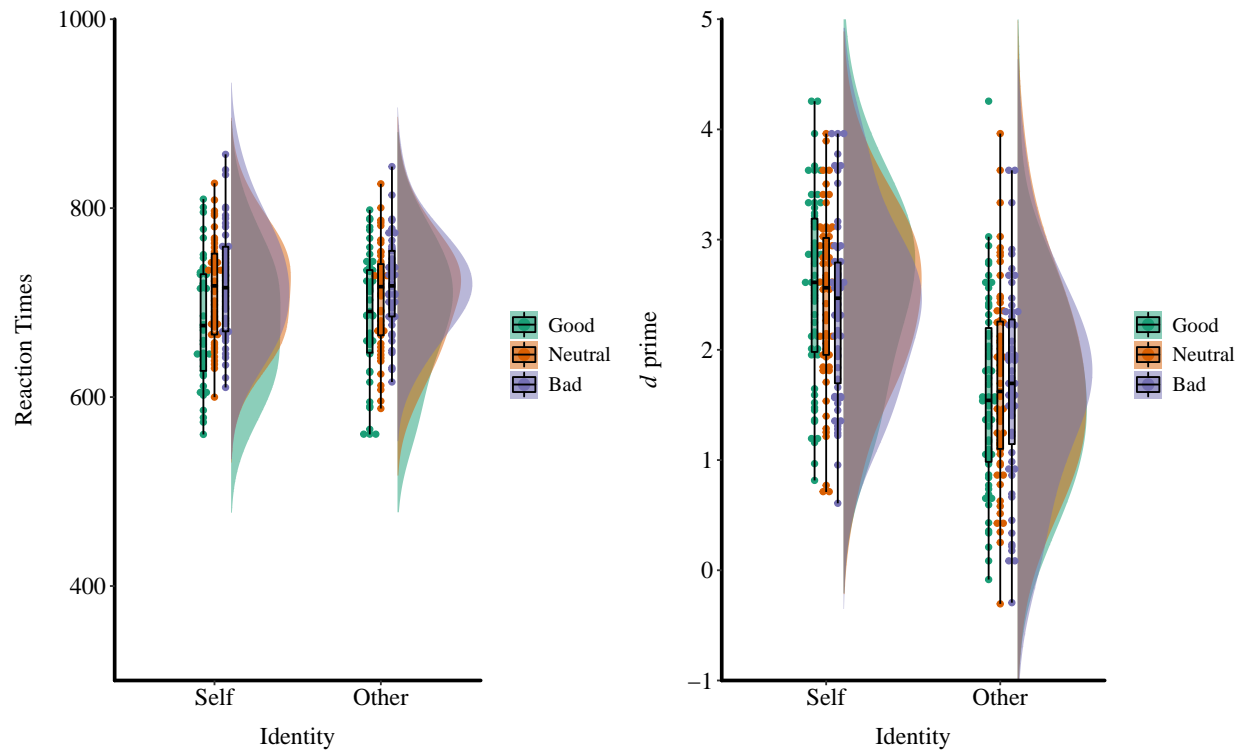 1000
800
600
400
Reaction Times
Self
Other
Identity
Good
Neutral
Bad
5
4
3
2
1
0
−1
d prime
Self
Other
Identity
Good
Neutral
Bad